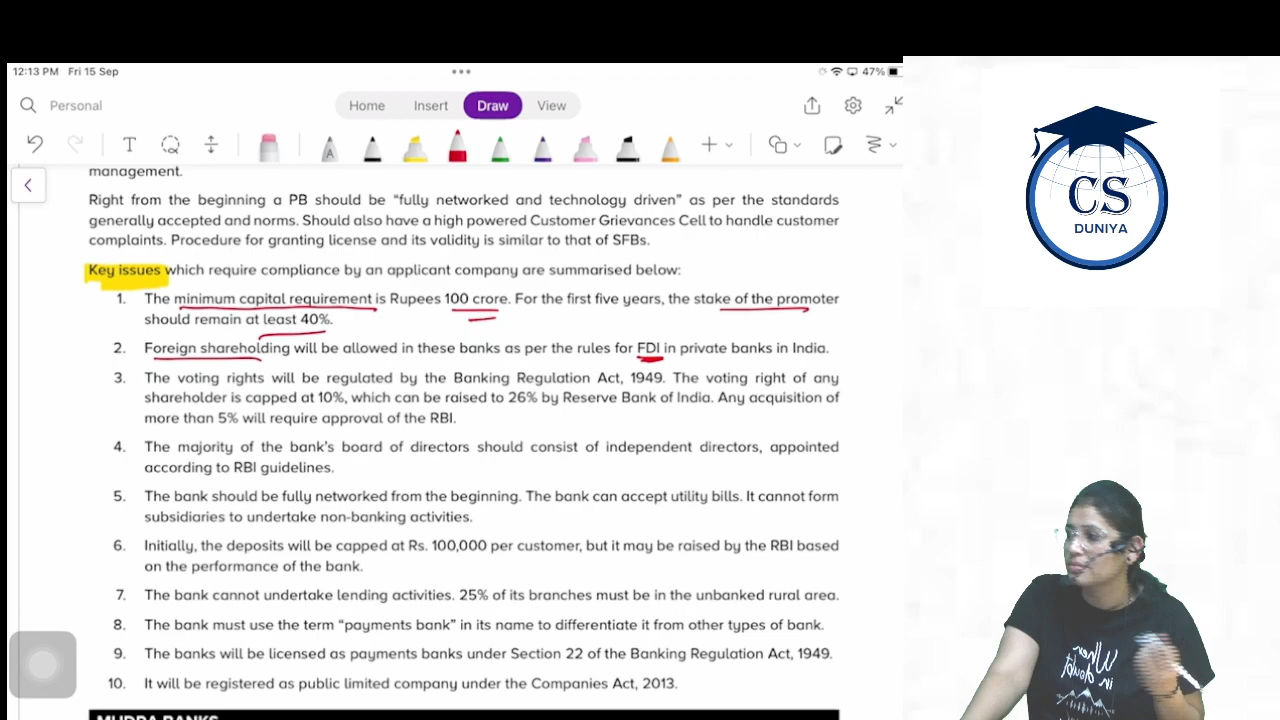 12:13 PM Fri 15 Sep
47%
Personal
Home Insert Draw View
T
A
management.
Right from the beginning a PB should be “fully networked and technology driven” as per the standards
generally accepted and norms. Should also have a high powered Customer Grievances Cell to handle customer
complaints. Procedure for granting license and its validity is similar to that of SFBs.
Key issues which require compliance by an applicant company are summarised below:
1. The minimum capital requirement is Rupees 100 crore. For the first five years, the stake of the promoter
should remain at least 40%.
2. Foreign shareholding will be allowed in these banks as per the rules for FDI in private banks in India.
3. The voting rights will be regulated by the Banking Regulation Act, 1949. The voting right of any
shareholder is capped at 10%, which can be raised to 26% by Reserve Bank of India. Any acquisition of
more than 5% will require approval of the RBI.
4. The majority of the bank’s board of directors should consist of independent directors, appointed
according to RBI guidelines.
5. The bank should be fully networked from the beginning. The bank can accept utility bills. It cannot form
subsidiaries to undertake non-banking activities.
6. Initially, the deposits will be capped at Rs. 100,000 per customer, but it may be raised by the RBI based
on the performance of the bank.
7. The bank cannot undertake lending activities. 25% of its branches must be in the unbanked rural area.
8. The bank must use the term “payments bank” in its name to differentiate it from other types of bank.
9. The banks will be licensed as payments banks under Section 22 of the Banking Regulation Act, 1949.
10. It will be registered as public limited company under the Companies Act, 2013.
MUDRA BANKS
CS
DUNIYA
When
in doubt